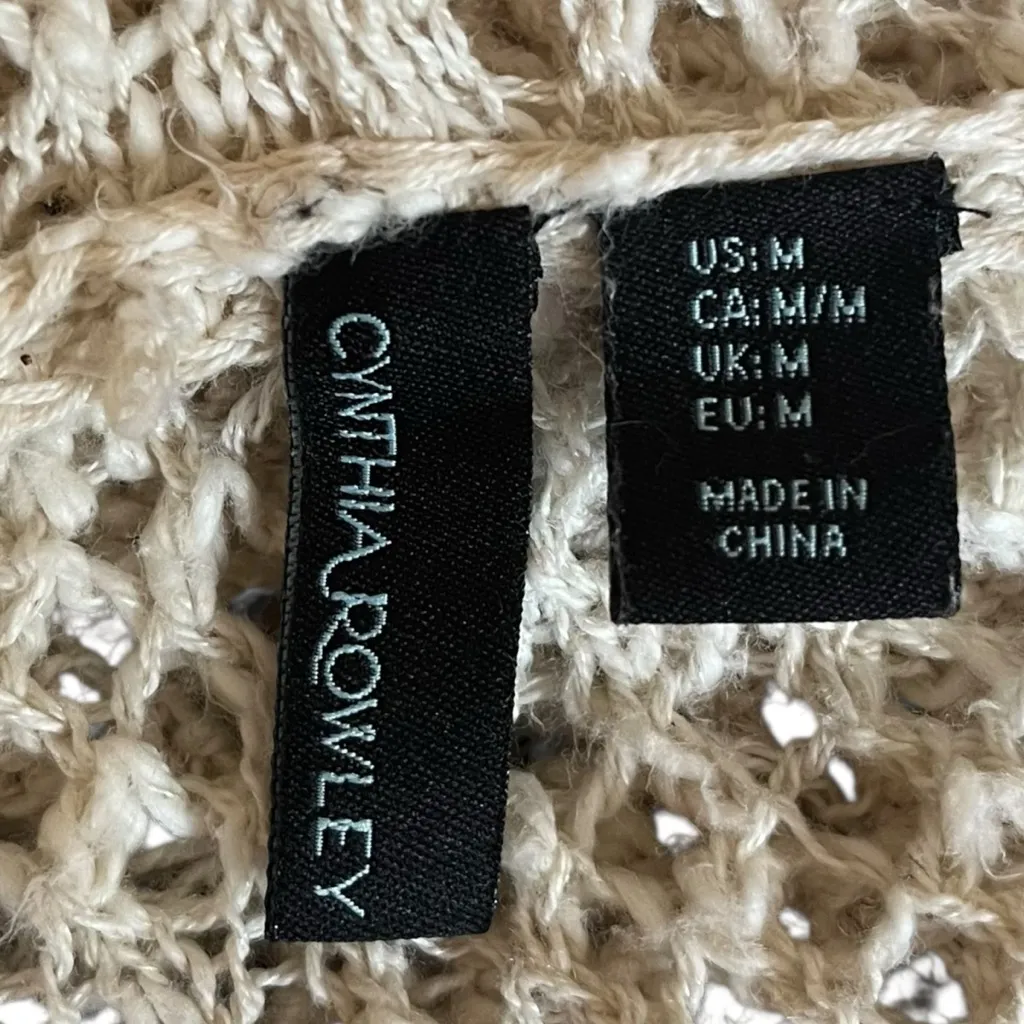 CYNTHIA ROWLEY
US: M
CA: M/M
UK: M
EU: M
MADE IN
CHINA